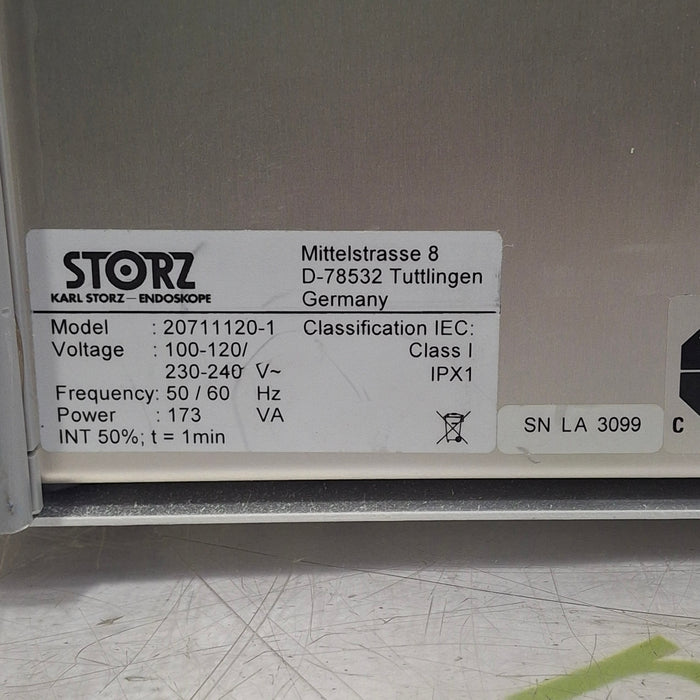 STORZ
KARL STORZ — ENDOSKOPE
Mittelstrasse 8
D-78532 Tuttlingen
Germany
Model : 20711120-1
Voltage : 100-120/
230-240 V~
Frequency: 50 / 60 Hz
Power : 173 VA
INT 50%; t = 1min
Classification IEC:
Class I
IPX1
SN LA 3099
C